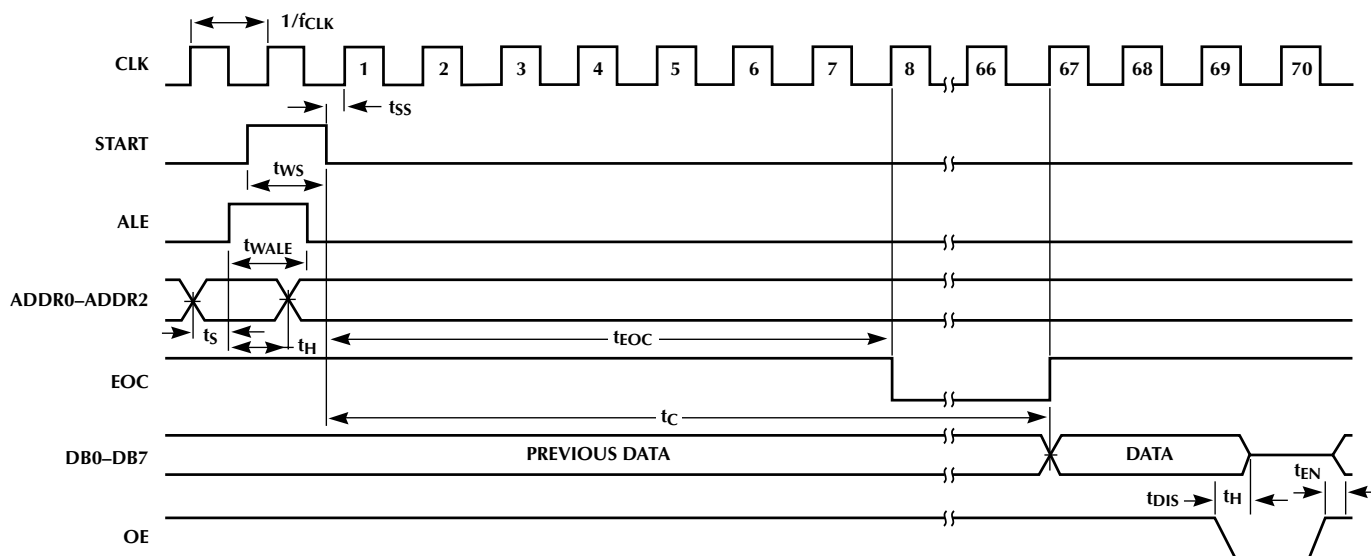 1/fCLK
CLK
1 2 3 4 5 6 7 8 66 67 68 69 70
tSS
START
tWS
ALE
tWALE
ADDR0–ADDR2
tS
tH
tEOC
EOC
tC
DB0–DB7
PREVIOUS DATA
DATA
tEN
tDIS
tH
OE